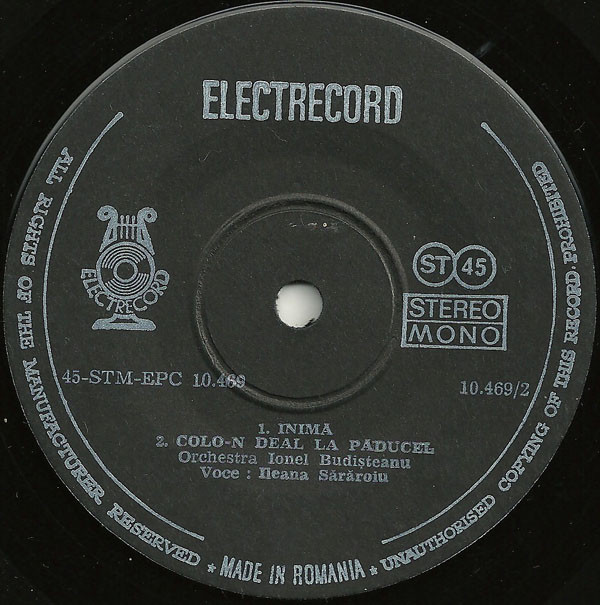 ELECTRECORD
ELECTRECORD
ST 45
STEREO
MONO
45-STM-EPC 10.469
10.469/2
1. INIMĂ
2. COLO-N DEAL LA PĂDUCEL
Orchestra Ionel Budișteanu
Voce : Ileana Sărăroiu
ALL RIGHTS OF THE MANUFACTURER RESERVED * MADE IN ROMANIA * UNAUTHORISED COPYING OF THIS RECORD PROHIBITED